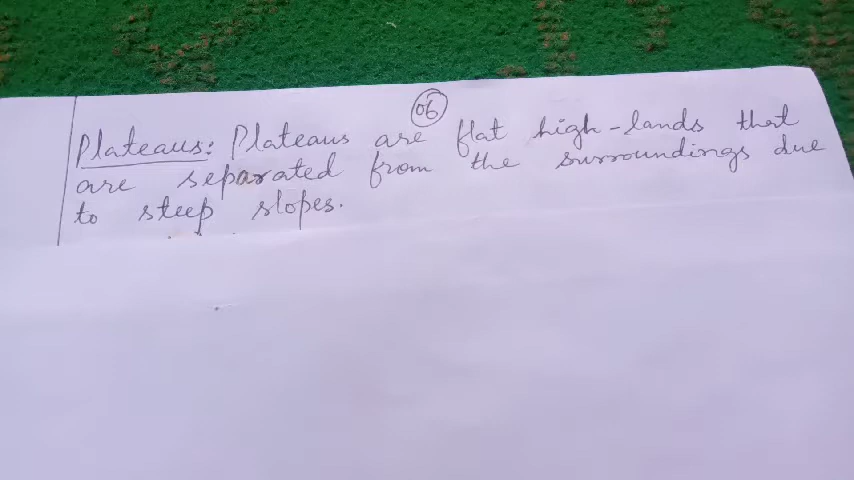 06
Plateaus: Plateaus are flat high-lands that
are separated from the surroundings due
to steep slopes.